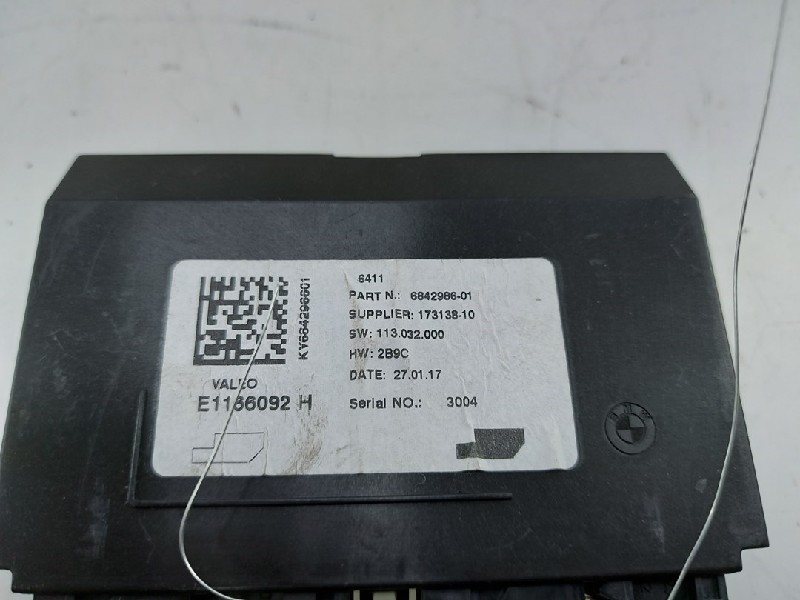 6411
PART N.: 6842986-01
SUPPLIER: 173138-10
SW: 113.032.000
HW: 2B9C
DATE: 27.01.17
Serial NO.: 3004
KY684298601
VALEO
E1166092 H